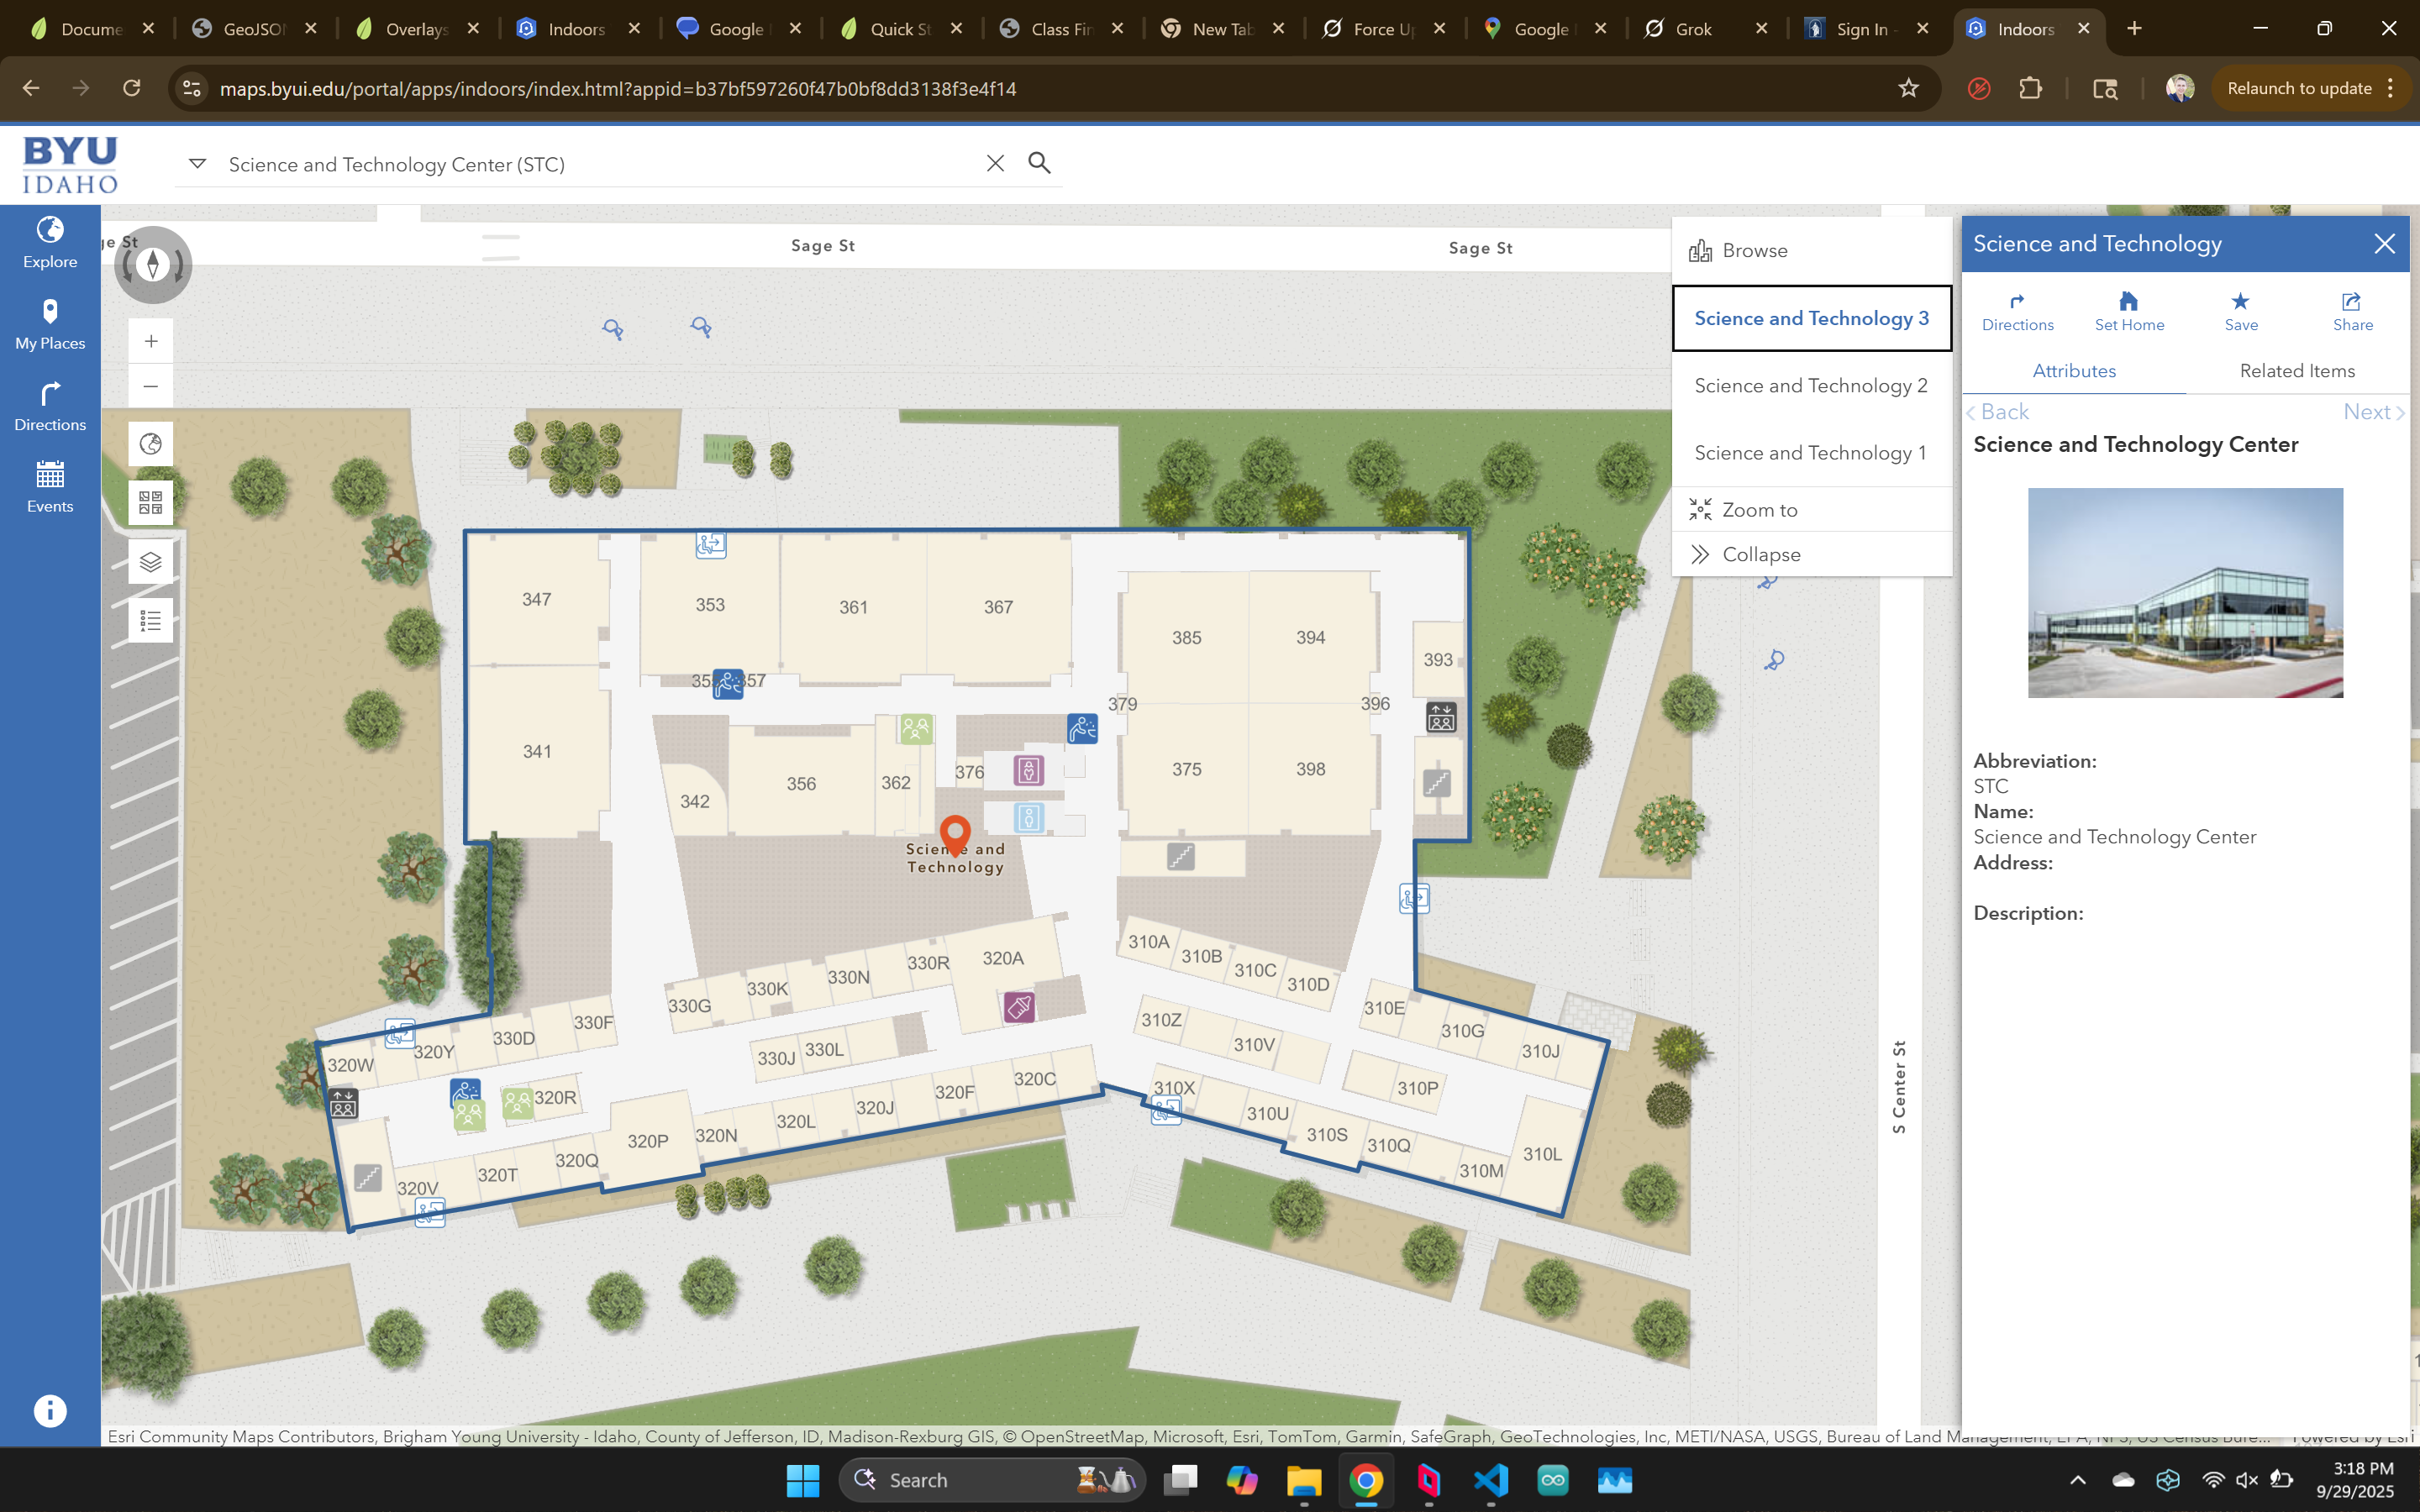 Docume
GeoJSON
Overlays
Indoors
Google
Quick St
Class Fin
New Tab
Force Up
Google
Grok
Sign In -
Indoors
maps.byui.edu/portal/apps/indoors/index.html?appid=b37bf597260f47b0bf8dd3138f3e4f14
Relaunch to update
BYU
IDAHO
Science and Technology Center (STC)
Explore
My Places
Directions
Events
Sage St
Sage St
Browse
Science and Technology 3
Science and Technology 2
Science and Technology 1
Zoom to
Collapse
Science and Technology
Directions
Set Home
Save
Share
Attributes
Related Items
Back
Next
Science and Technology Center
Abbreviation:
STC
Name:
Science and Technology Center
Address:
Description:
347
353
361
367
385
394
393
357
379
396
341
342
356
362
376
375
398
Science and
Technology
310A
310B
310C
310D
330G
330K
330N
330R
320A
310E
310G
310J
310Z
310V
310P
320W
320Y
330D
330F
330J
330L
320R
320C
320F
320J
320L
320N
320P
320Q
320T
320V
310X
310U
310S
310Q
310M
310L
S Center St
Esri Community Maps Contributors, Brigham Young University - Idaho, County of Jefferson, ID, Madison-Rexburg GIS, © OpenStreetMap, Microsoft, Esri, TomTom, Garmin, SafeGraph, GeoTechnologies, Inc, METI/NASA, USGS, Bureau of Land Management, EPA, NPS, US Census Bure...
Powered by Esri
Search
3:18 PM
9/29/2025